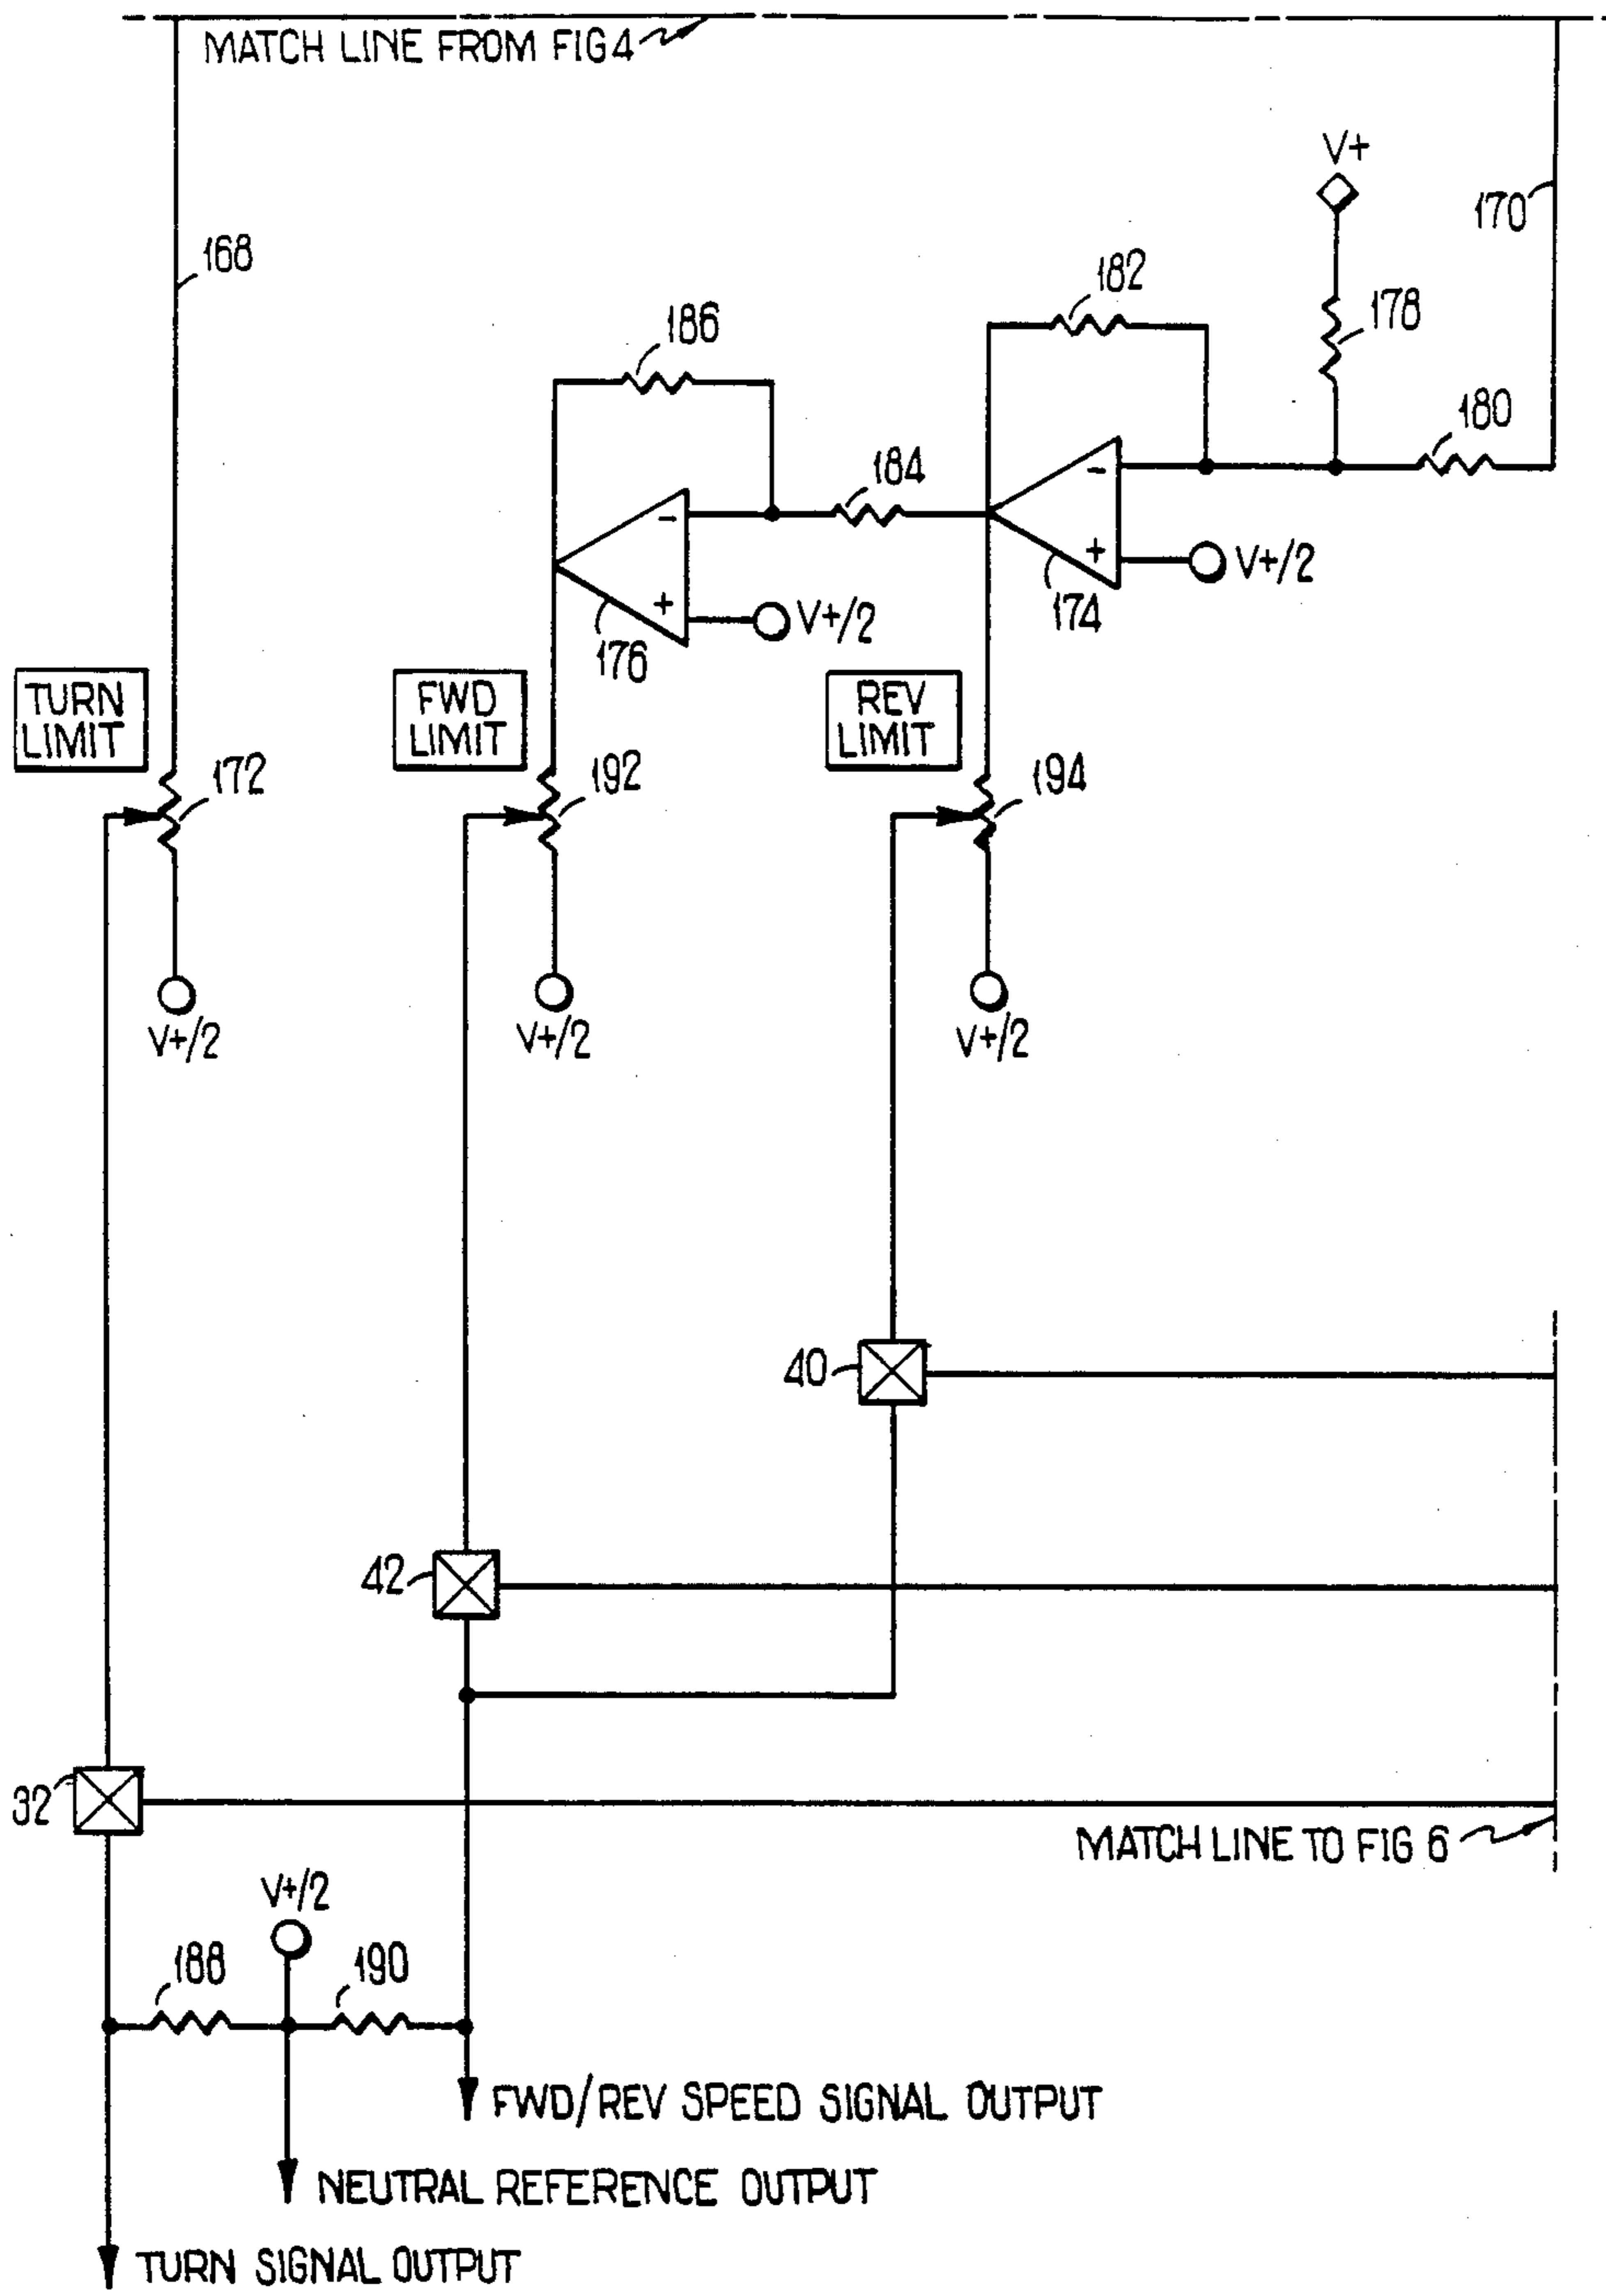 MATCH LINE FROM FIG 4
V+
170
168
182
178
186
180
184
V+/2
174
V+/2
176
TURN
LIMIT
FWD
LIMIT
REV
LIMIT
172
192
194
V+/2
V+/2
V+/2
40
42
32
MATCH LINE TO FIG 6
V+/2
188
190
FWD/REV SPEED SIGNAL OUTPUT
NEUTRAL REFERENCE OUTPUT
TURN SIGNAL OUTPUT